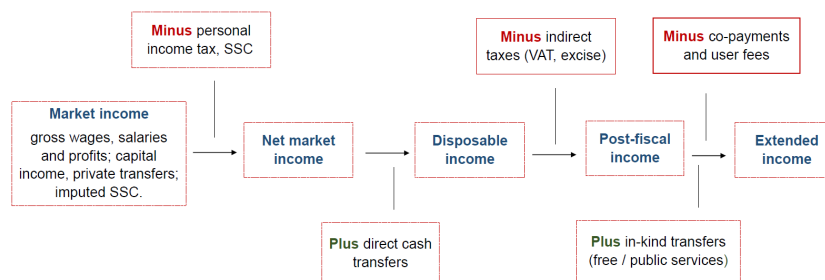 Minus personal
income tax, SSC
Minus indirect
taxes (VAT, excise)
Minus co-payments
and user fees
Market income
gross wages, salaries
and profits; capital
income, private transfers;
imputed SSC.
Net market
income
Disposable
income
Post-fiscal
income
Extended
income
Plus direct cash
transfers
Plus in-kind transfers
(free / public services)